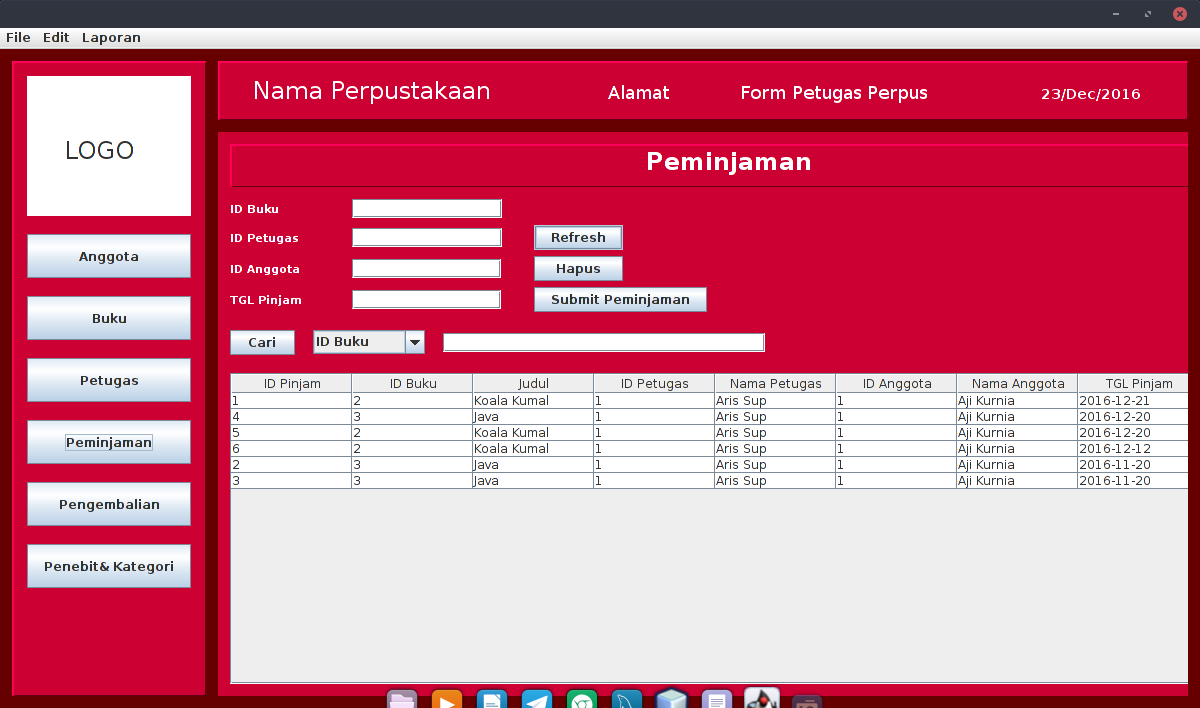 File Edit Laporan
Nama Perpustakaan Alamat Form Petugas Perpus 23/Dec/2016
LOGO
Anggota
Buku
Petugas
Peminjaman
Pengembalian
Penebit& Kategori
Peminjaman
ID Buku
ID Petugas Refresh
ID Anggota Hapus
TGL Pinjam Submit Peminjaman
Cari ID Buku
ID Pinjam ID Buku Judul ID Petugas Nama Petugas ID Anggota Nama Anggota TGL Pinjam
1 2 Koala Kumal 1 Aris Sup 1 Aji Kurnia 2016-12-21
4 3 Java 1 Aris Sup 1 Aji Kurnia 2016-12-20
5 2 Koala Kumal 1 Aris Sup 1 Aji Kurnia 2016-12-20
6 2 Koala Kumal 1 Aris Sup 1 Aji Kurnia 2016-12-12
2 3 Java 1 Aris Sup 1 Aji Kurnia 2016-11-20
3 3 Java 1 Aris Sup 1 Aji Kurnia 2016-11-20